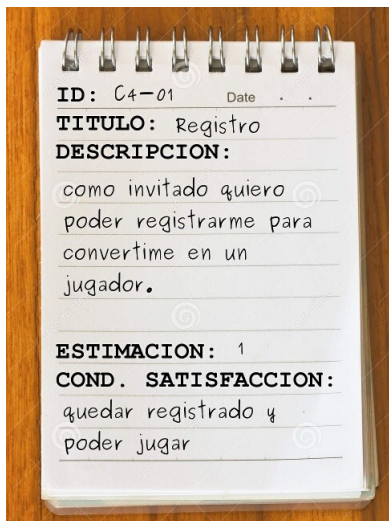 ID: C4-01 Date . .
TITULO: Registro
DESCRIPCION:
como invitado quiero
poder registrarme para
convertime en un
jugador.
ESTIMACION: 1
COND. SATISFACCION:
quedar registrado y
poder jugar